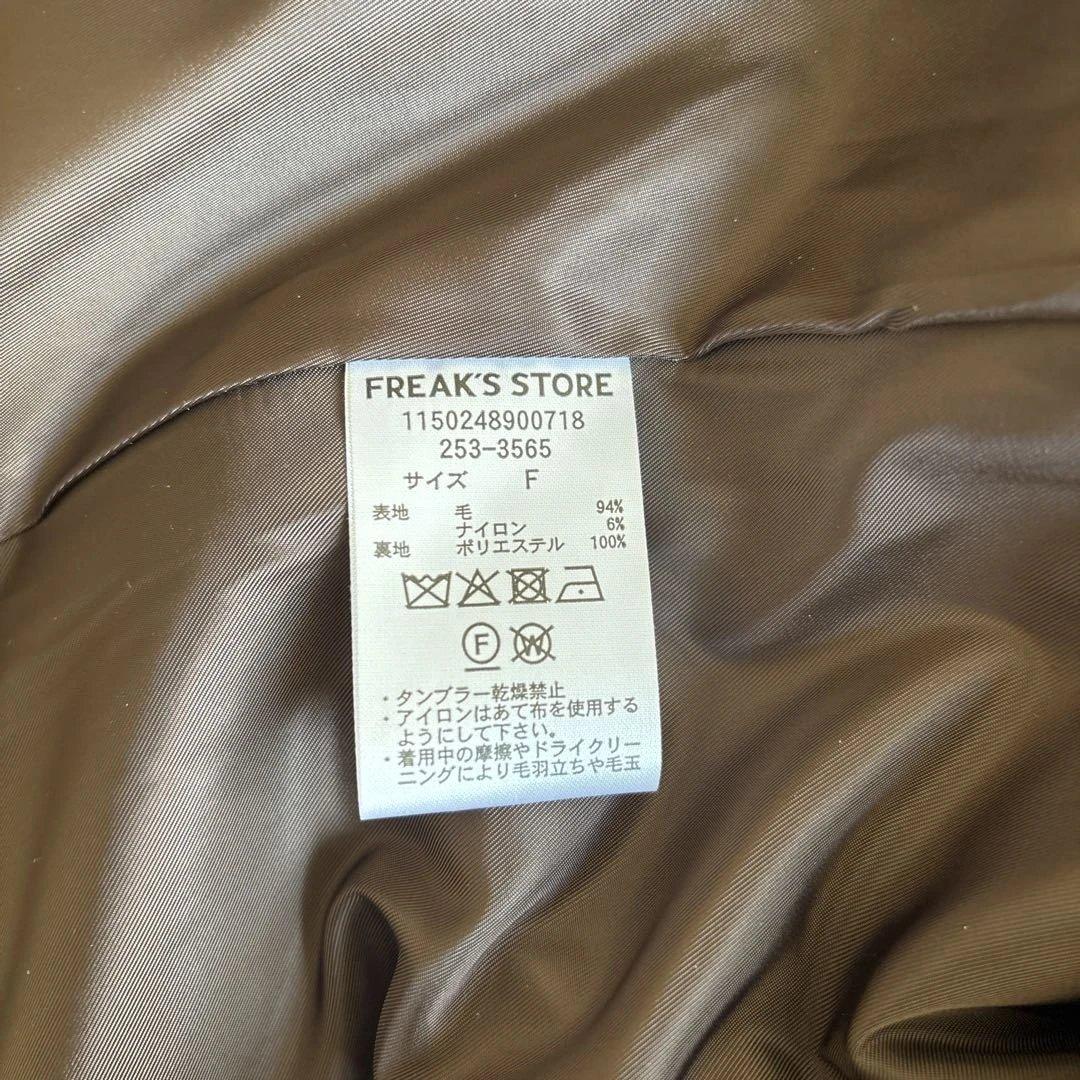 FREAK'S STORE
1150248900718
253-3565
サイズ F
表地 毛 94%
ナイロン 6%
裏地 ポリエステル 100%
F W
・タンブラー乾燥禁止
・アイロンはあて布を使用する
ようにして下さい。
・着用中の摩擦やドライクリー
ニングにより毛羽立ちや毛玉